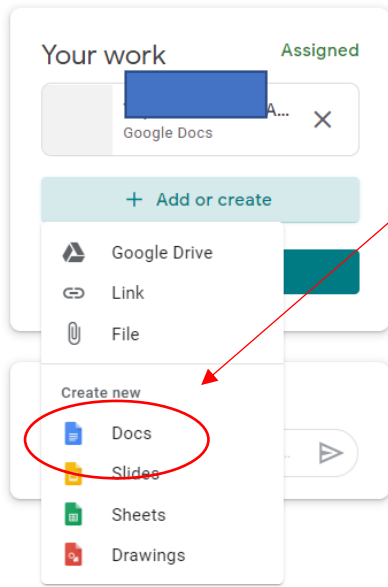 Your work Assigned
A...
Google Docs
+ Add or create
Google Drive
Link
File
Create new
Docs
Slides
Sheets
Drawings